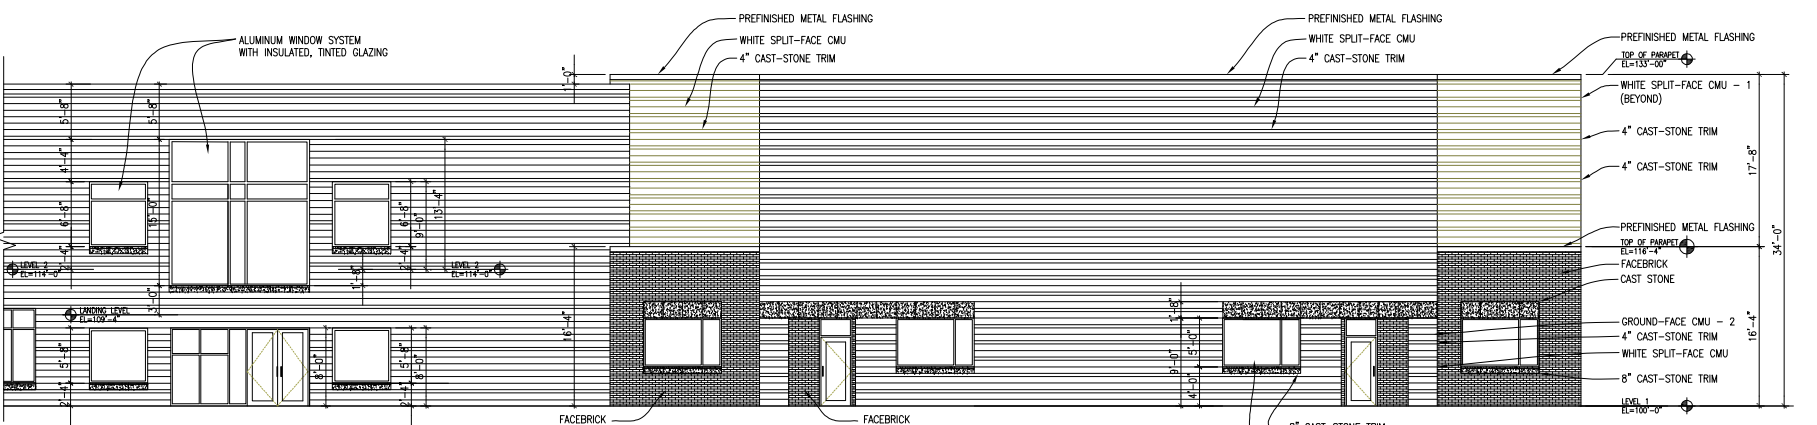 PREFINISHED METAL FLASHING
WHITE SPLIT-FACE CMU
4" CAST-STONE TRIM
PREFINISHED METAL FLASHING
WHITE SPLIT-FACE CMU
4" CAST-STONE TRIM
ALUMINUM WINDOW SYSTEM
WITH INSULATED, TINTED GLAZING
PREFINISHED METAL FLASHING
TOP OF PARAPET
EL=133'-00"
WHITE SPLIT-FACE CMU - 1
(BEYOND)
4" CAST-STONE TRIM
4" CAST-STONE TRIM
1'-0"
5'-8"
5'-8"
4'-4"
6'-8"
15'-0"
6'-8"
9'-0"
13'-4"
17'-8"
34'-0"
PREFINISHED METAL FLASHING
TOP OF PARAPET
EL=116'-4"
FACEBRICK
CAST STONE
2'-4"
2'-4"
1'-8"
LEVEL 2
EL=114'-0"
LEVEL 2
EL=114'-0"
3'-0"
LANDING LEVEL
EL=109'-4"
16'-4"
1'-8"
5'-0"
9'-0"
4'-0"
16'-4"
GROUND-FACE CMU - 2
4" CAST-STONE TRIM
WHITE SPLIT-FACE CMU
8" CAST-STONE TRIM
5'-8"
8'-0"
5'-8"
8'-0"
2'-4"
2'-4"
LEVEL 1
EL=100'-0"
FACEBRICK
FACEBRICK
8" CAST-STONE TRIM